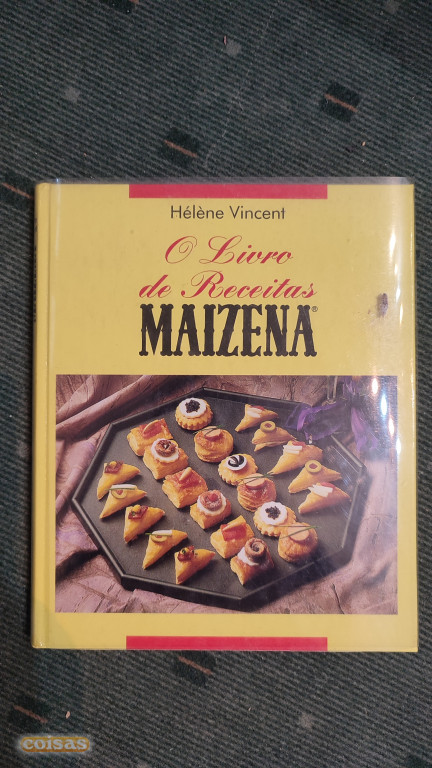 Hélène Vincent
O Livro
de Receitas
MAIZENA®
coisas